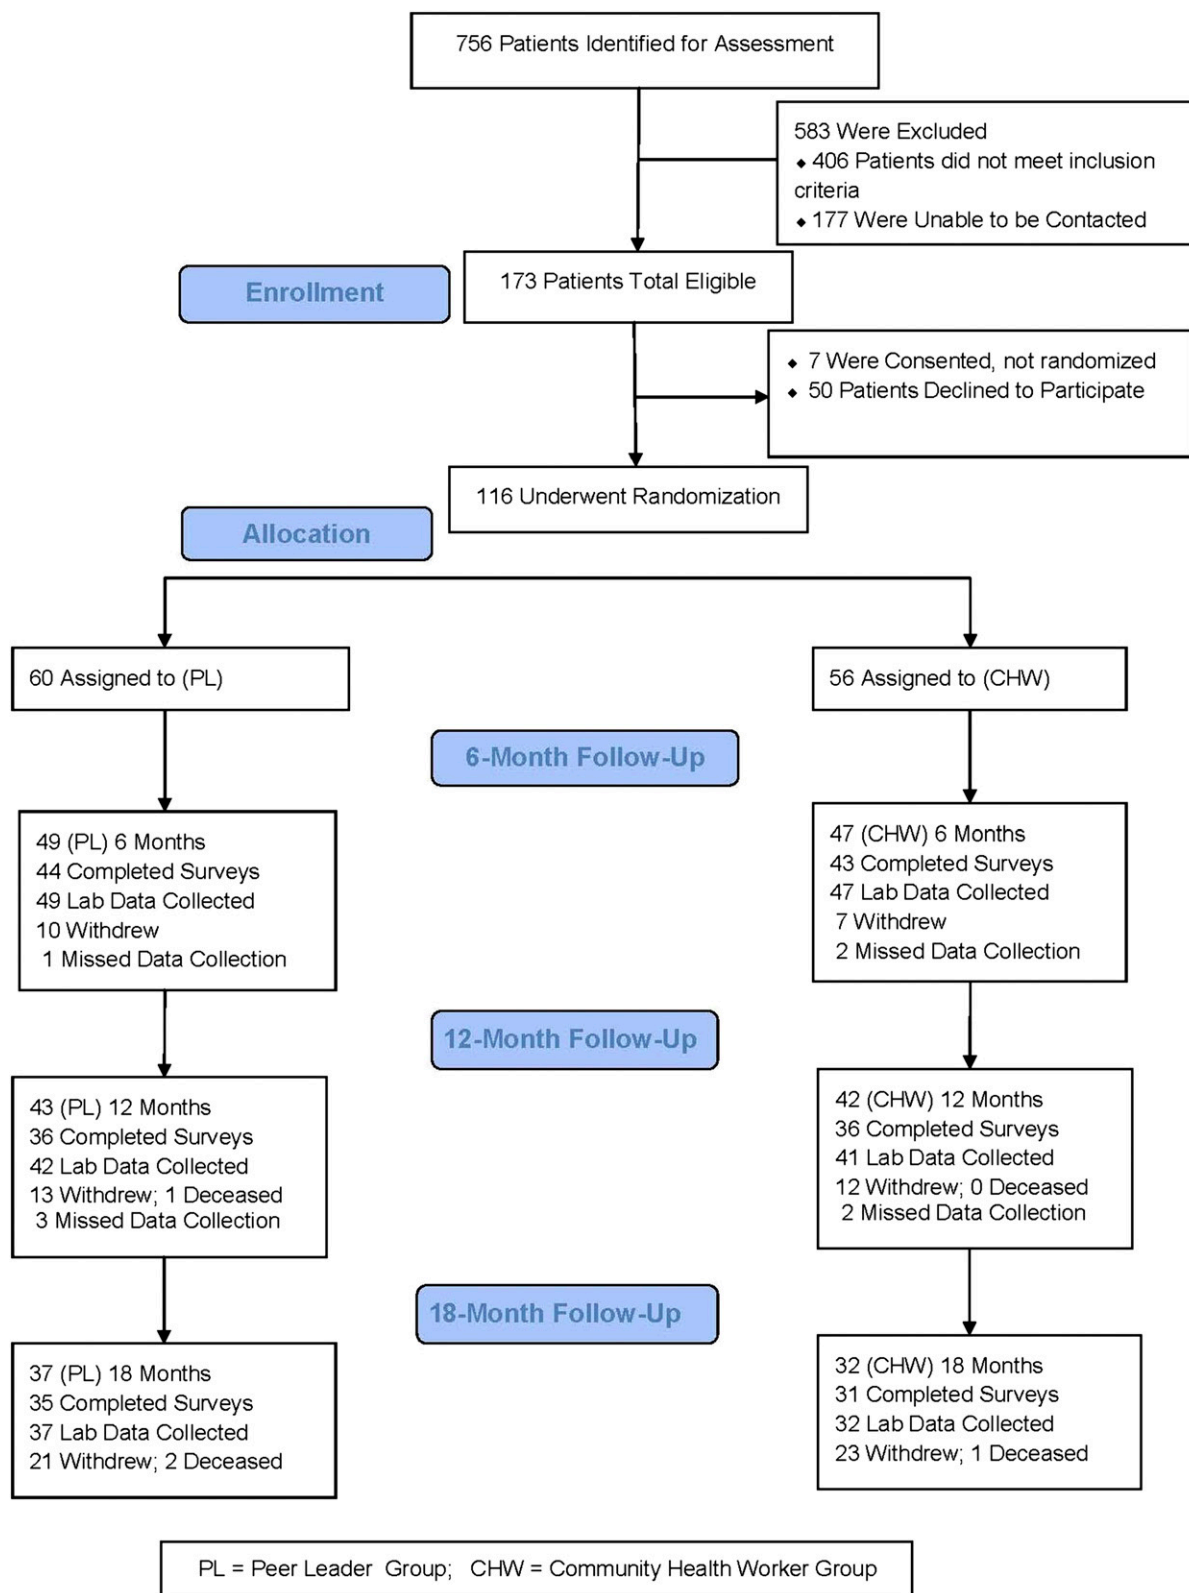 756 Patients Identified for Assessment
583 Were Excluded
◆ 406 Patients did not meet inclusion
criteria
◆ 177 Were Unable to be Contacted
Enrollment
173 Patients Total Eligible
◆ 7 Were Consented, not randomized
◆ 50 Patients Declined to Participate
116 Underwent Randomization
Allocation
60 Assigned to (PL)
56 Assigned to (CHW)
6-Month Follow-Up
49 (PL) 6 Months
44 Completed Surveys
49 Lab Data Collected
10 Withdrew
1 Missed Data Collection
47 (CHW) 6 Months
43 Completed Surveys
47 Lab Data Collected
7 Withdrew
2 Missed Data Collection
12-Month Follow-Up
43 (PL) 12 Months
36 Completed Surveys
42 Lab Data Collected
13 Withdrew; 1 Deceased
3 Missed Data Collection
42 (CHW) 12 Months
36 Completed Surveys
41 Lab Data Collected
12 Withdrew; 0 Deceased
2 Missed Data Collection
18-Month Follow-Up
37 (PL) 18 Months
35 Completed Surveys
37 Lab Data Collected
21 Withdrew; 2 Deceased
32 (CHW) 18 Months
31 Completed Surveys
32 Lab Data Collected
23 Withdrew; 1 Deceased
PL = Peer Leader Group; CHW = Community Health Worker Group